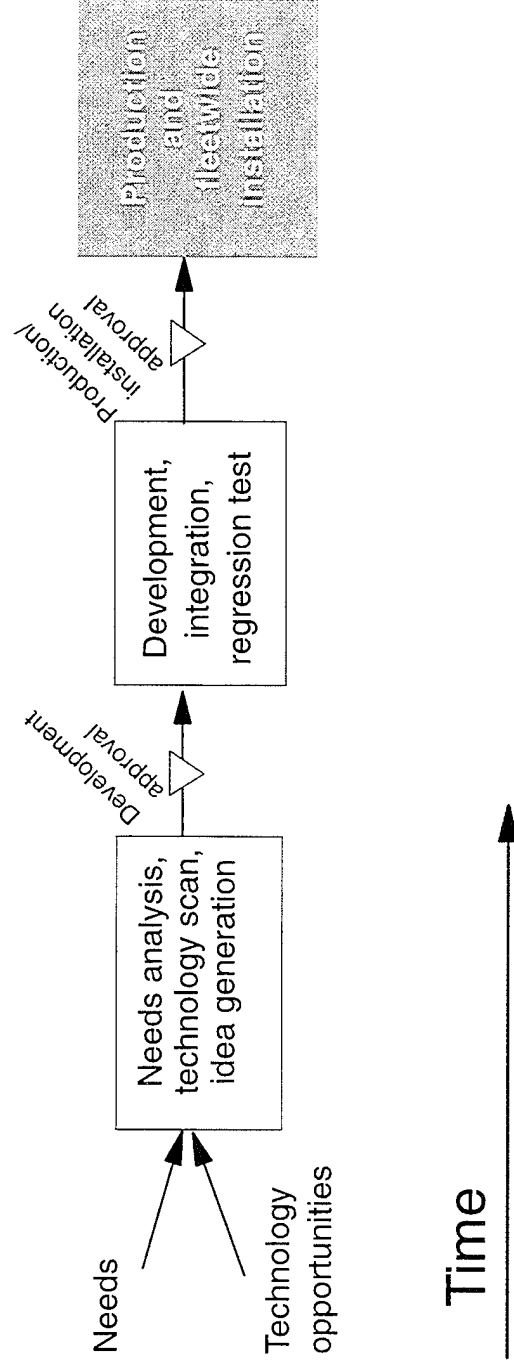 Needs
Technology
opportunities
Needs analysis,
technology scan,
idea generation
Development
approval
Development,
integration,
regression test
Production/
installation
approval
Production
and
fleetwide
installation
Time